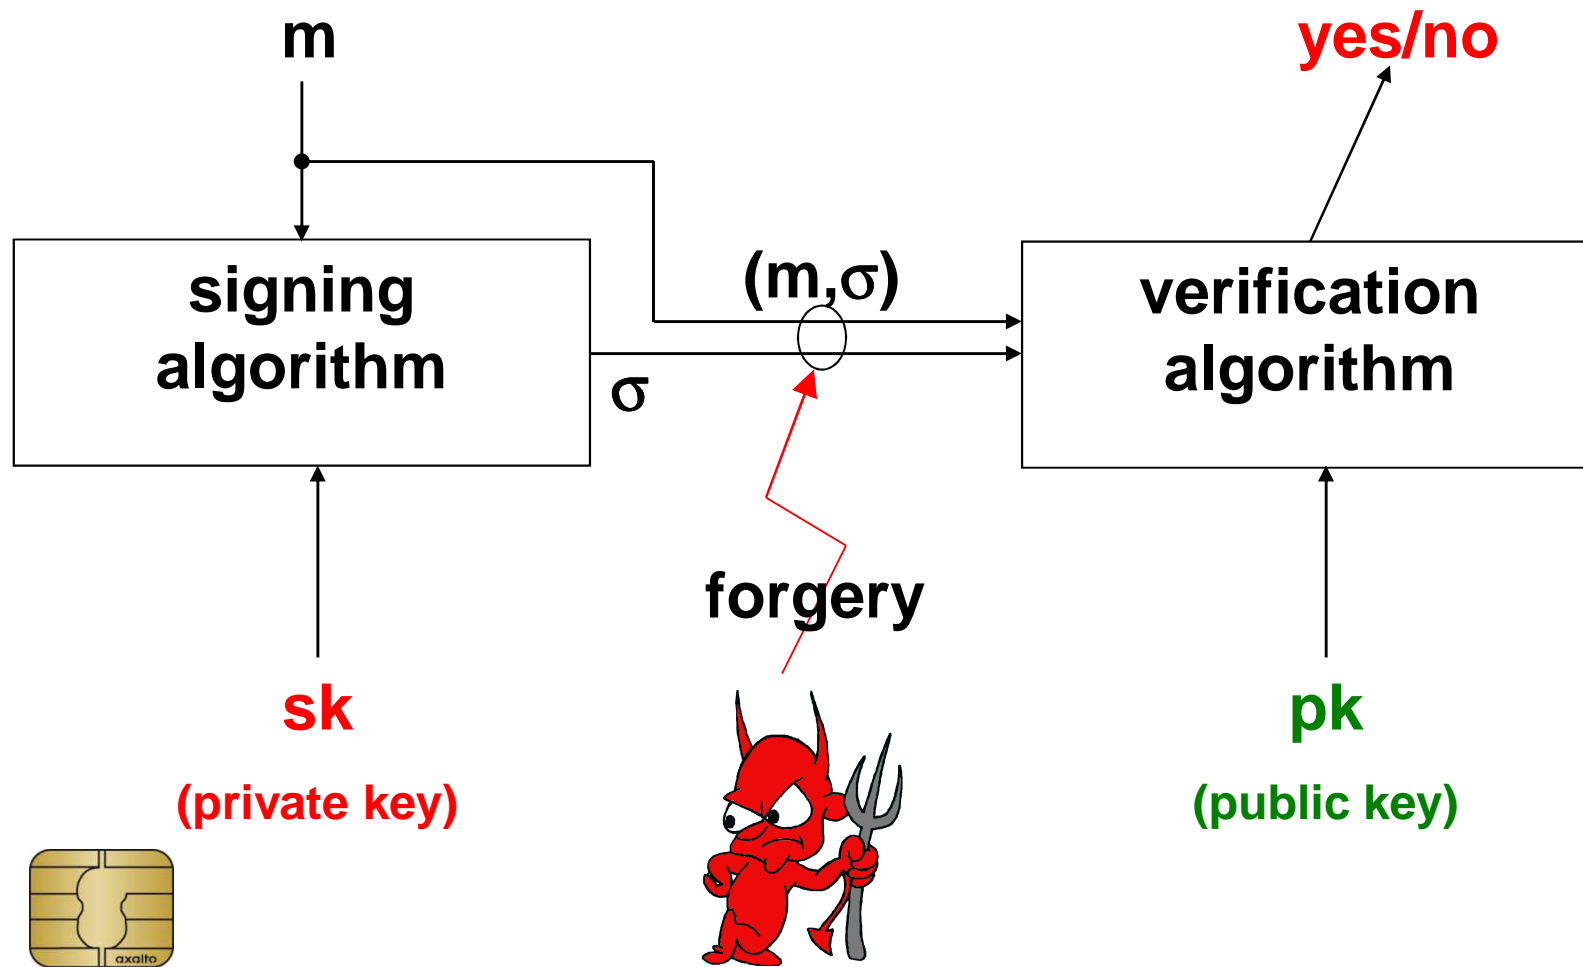 m
yes/no
signing
algorithm
(m,σ)
verification
algorithm
σ
forgery
sk
(private key)
pk
(public key)
axalto